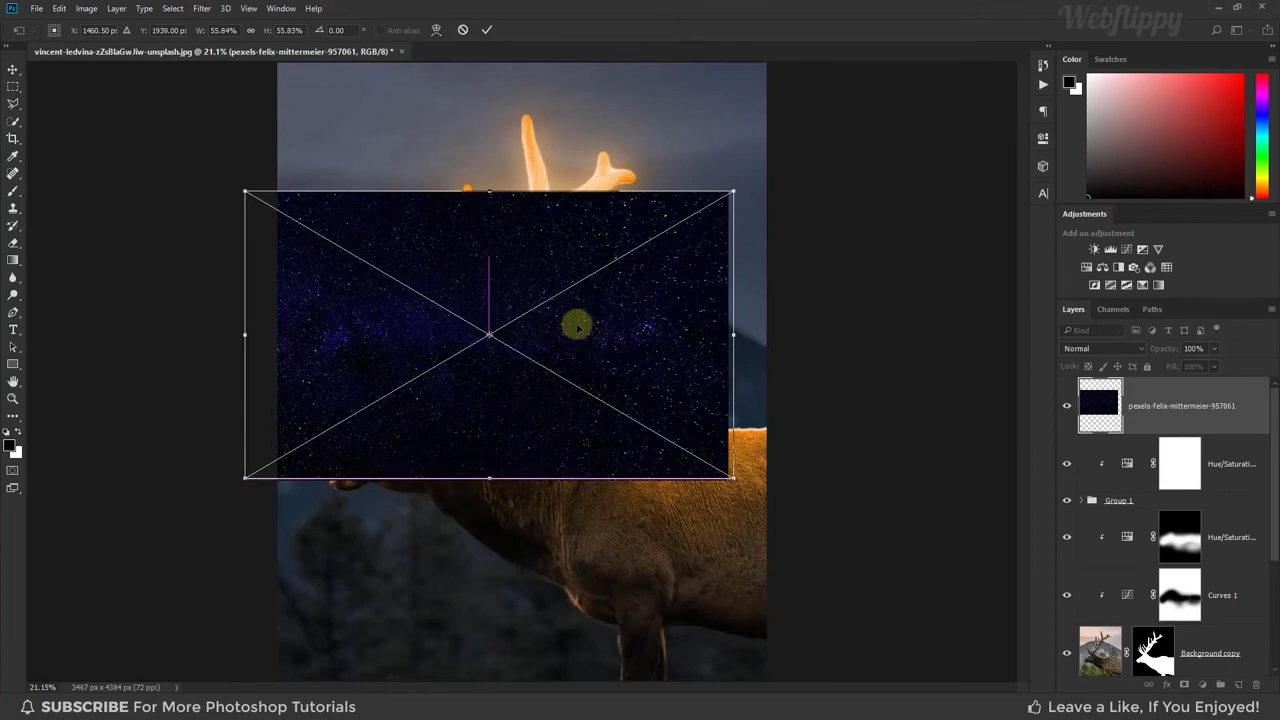 Ps File Edit Image Layer Type Select Filter 3D View Window Help
Webflippy
X: 1460.50 px Y: 1939.00 px W: 55.84% H: 55.83% 0.00 ° Anti-alias
vincent-ledvina-zZsBlaGwJiw-unsplash.jpg @ 21.1% (pexels-felix-mittermeier-957061, RGB/8) * ×
Color Swatches
Adjustments
Add an adjustment
Layers Channels Paths
Kind
Normal Opacity: 100%
Lock: Fill: 100%
pexels-felix-mittermeier-957061
Hue/Saturati...
Group 1
Hue/Saturati...
Curves 1
Background copy
21.15% 3467 px x 4384 px (72 ppi)
SUBSCRIBE For More Photoshop Tutorials
Leave a Like, If You Enjoyed!